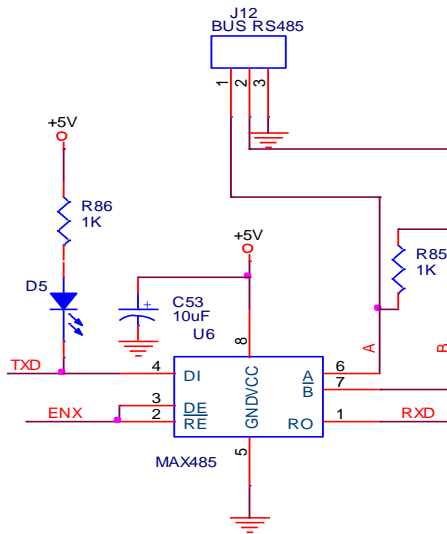 J12
BUS RS485
1
2
3
+5V
R86
1K
+5V
R85
1K
D5
C53
10uF
U6
+
TXD
4
DI
8
GNDVCC
A
6
B
7
A
B
ENX
3
DE
2
RE
RO
1
RXD
MAX485
5